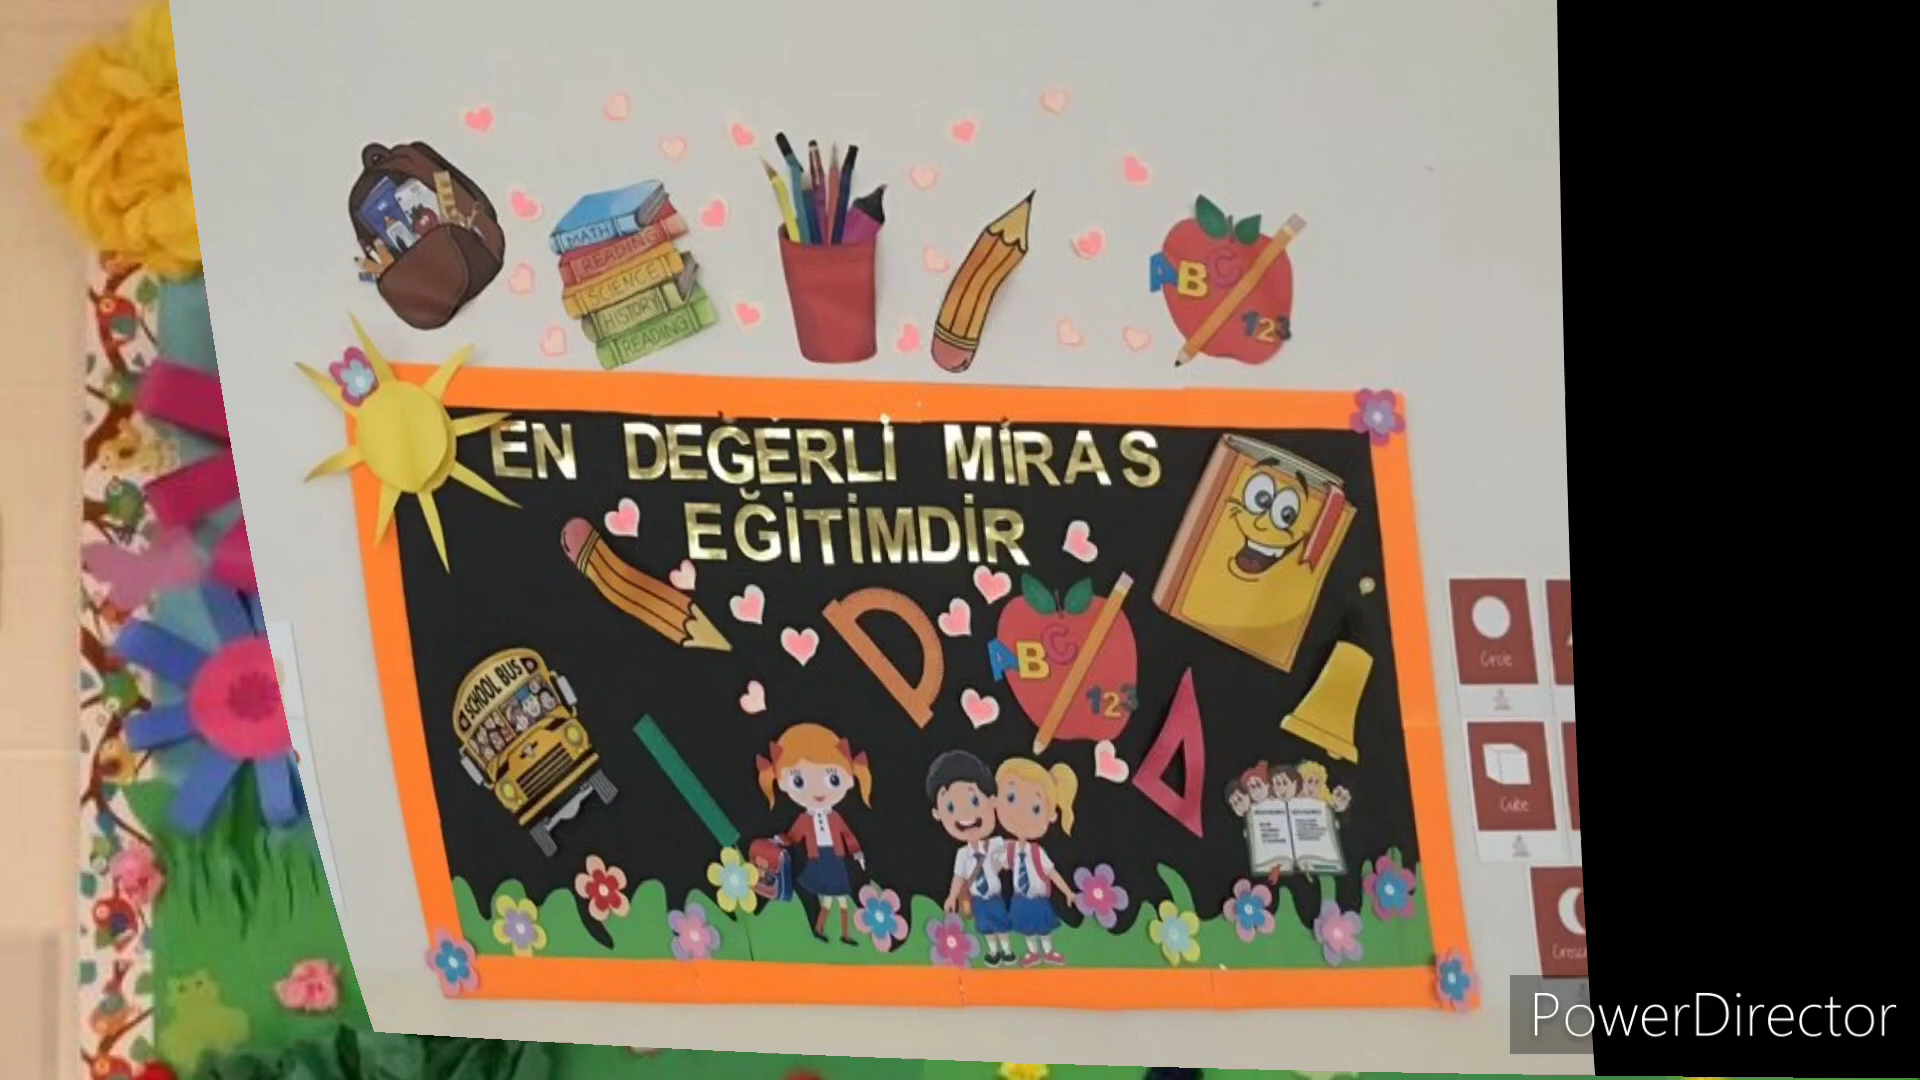 MATH
READING
SCIENCE
HISTORY
READING
ABC
123
EN DEĞERLİ MİRAS
EĞİTİMDİR
SCHOOL BUS
ABC
123
Circle
Cube
PowerDirector